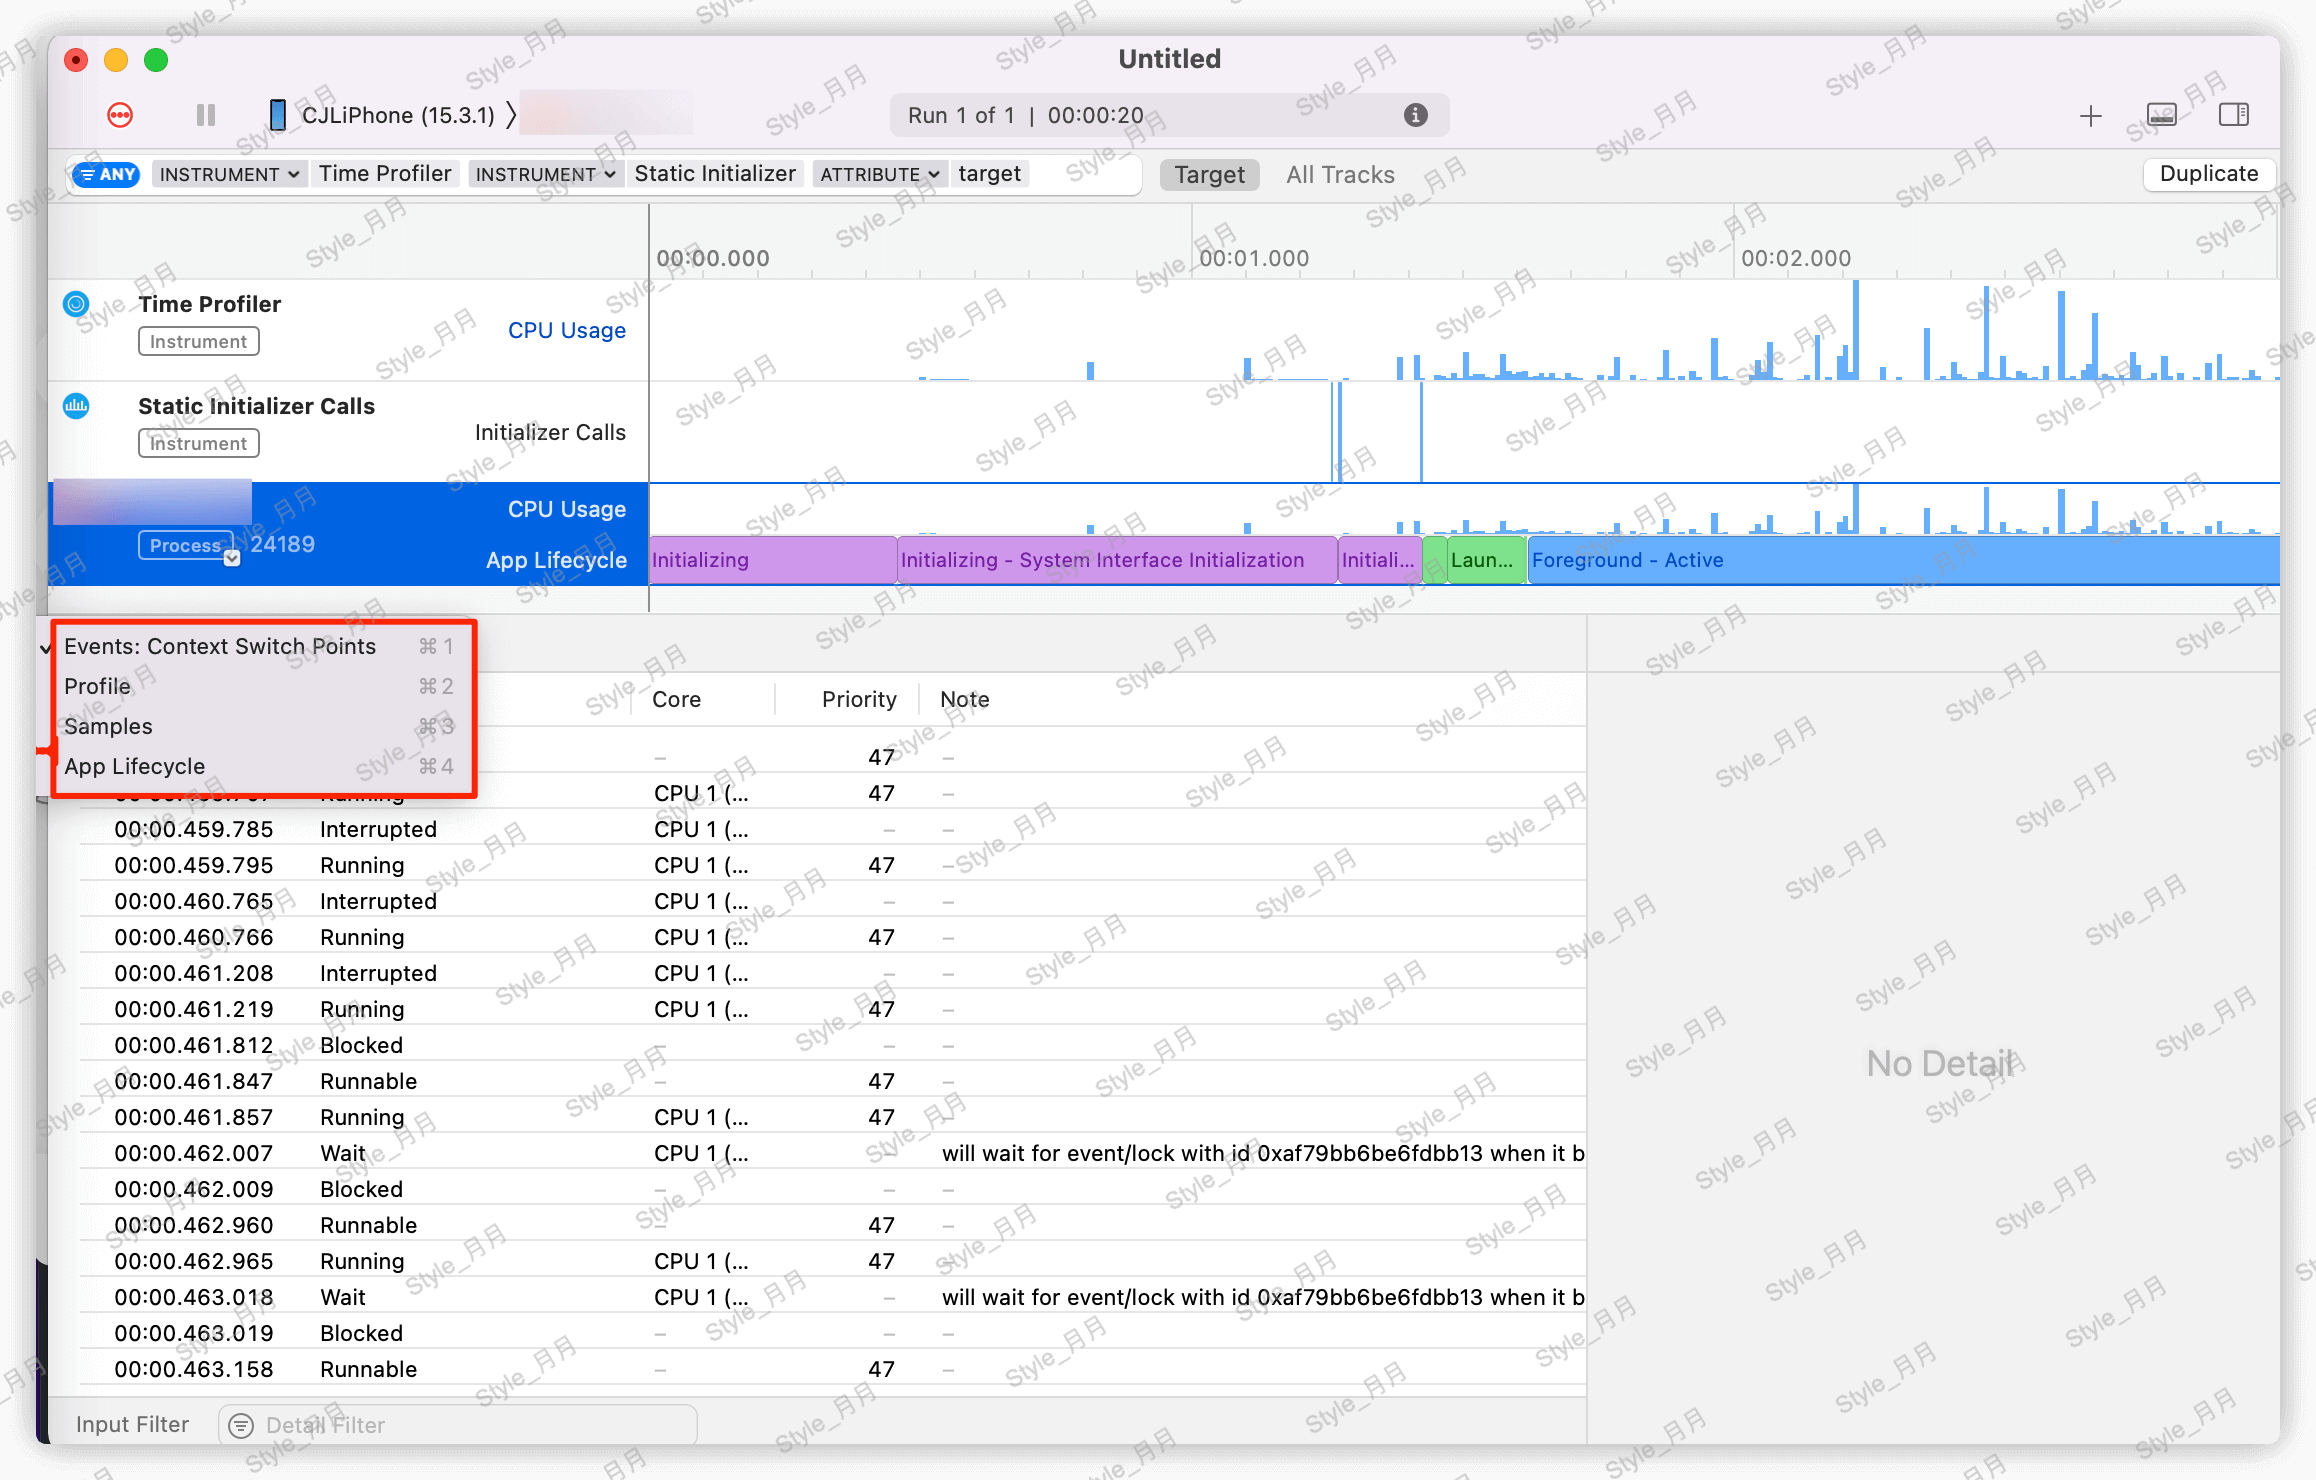 Untitled
CJLiPhone (15.3.1) 〉
Run 1 of 1 | 00:00:20
ANY INSTRUMENT Time Profiler INSTRUMENT Static Initializer ATTRIBUTE target Target All Tracks Duplicate
00:00.000 00:01.000 00:02.000
Time Profiler
Instrument
CPU Usage
Static Initializer Calls
Instrument
Initializer Calls
CPU Usage
Process 24189
App Lifecycle
Initializing Initializing - System Interface Initialization Initiali... Laun... Foreground - Active
Events: Context Switch Points ⌘1
Profile ⌘2
Samples ⌘3
App Lifecycle ⌘4
Core Priority Note
– 47 –
Running CPU 1 (... 47 –
00:00.459.785 Interrupted CPU 1 (... – –
00:00.459.795 Running CPU 1 (... 47 –
00:00.460.765 Interrupted CPU 1 (... – –
00:00.460.766 Running CPU 1 (... 47 –
00:00.461.208 Interrupted CPU 1 (... – –
00:00.461.219 Running CPU 1 (... 47 –
00:00.461.812 Blocked – – –
00:00.461.847 Runnable – 47 –
00:00.461.857 Running CPU 1 (... 47 –
00:00.462.007 Wait CPU 1 (... – will wait for event/lock with id 0xaf79bb6be6fdbb13 when it b
00:00.462.009 Blocked – – –
00:00.462.960 Runnable – 47 –
00:00.462.965 Running CPU 1 (... 47 –
00:00.463.018 Wait CPU 1 (... – will wait for event/lock with id 0xaf79bb6be6fdbb13 when it b
00:00.463.019 Blocked – – –
00:00.463.158 Runnable – 47 –
No Detail
Input Filter Detail Filter
Style_月月